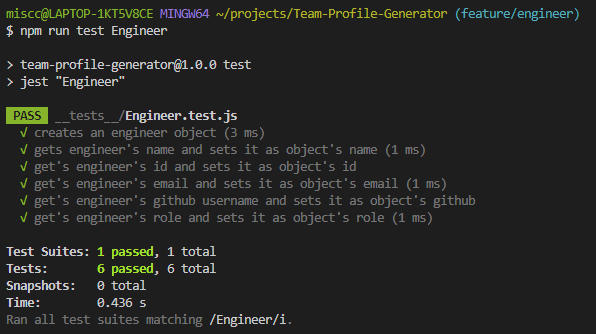 miscc@LAPTOP-1KT5V8CE MINGW64 ~/projects/Team-Profile-Generator (feature/engineer)
$ npm run test Engineer
> team-profile-generator@1.0.0 test
> jest "Engineer"
PASS __tests__/Engineer.test.js
√ creates an engineer object (3 ms)
√ gets engineer's name and sets it as object's name (1 ms)
√ get's engineer's id and sets it as object's id
√ get's engineer's email and sets it as object's email (1 ms)
√ get's engineer's github username and sets it as object's github
√ get's engineer's role and sets it as object's role (1 ms)
Test Suites: 1 passed, 1 total
Tests: 6 passed, 6 total
Snapshots: 0 total
Time: 0.436 s
Ran all test suites matching /Engineer/i.